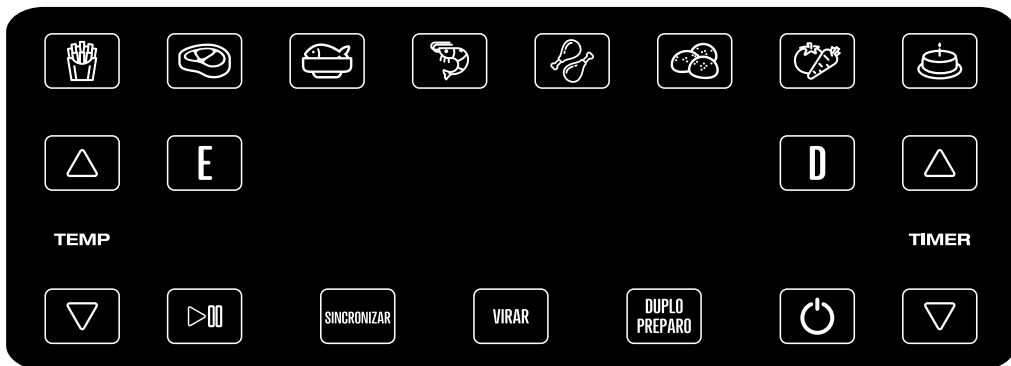 E
D
TEMP
TIMER
SINCRONIZAR
VIRAR
DUPLO
PREPARO